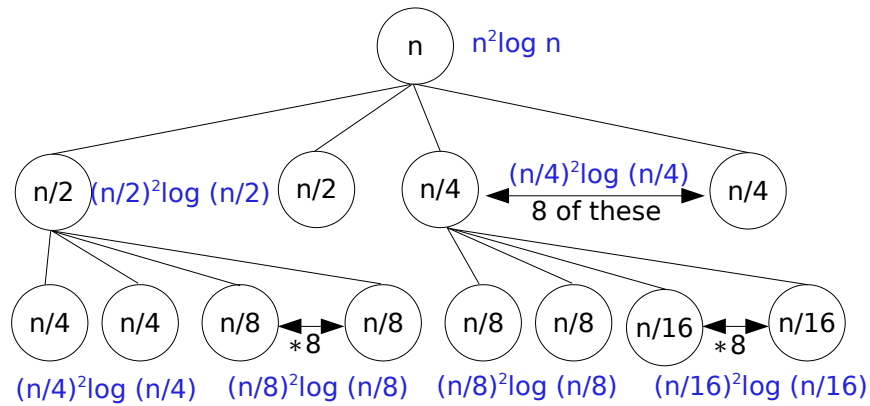 n n²log n
n/2 (n/2)²log (n/2) n/2 n/4 (n/4)²log (n/4) n/4
8 of these
n/4 n/4 n/8 n/8 n/8 n/8 n/16 n/16
*8 *8
(n/4)²log (n/4) (n/8)²log (n/8) (n/8)²log (n/8) (n/16)²log (n/16)